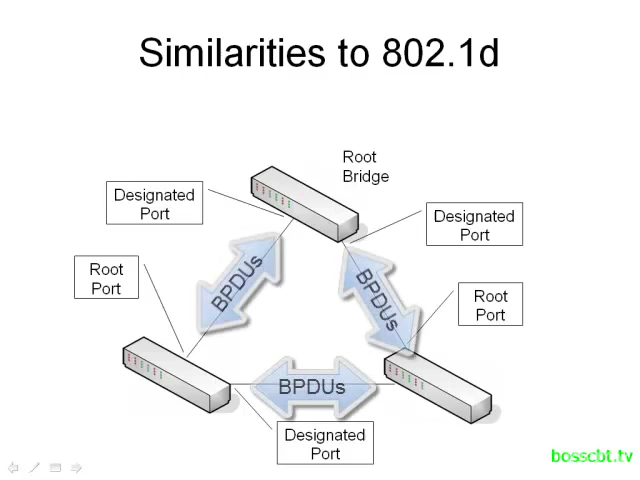 Similarities to 802.1d
Root
Bridge
Designated
Port
Designated
Port
BPDUs
BPDUs
Root
Port
Root
Port
BPDUs
Designated
Port
bosscbt.tv